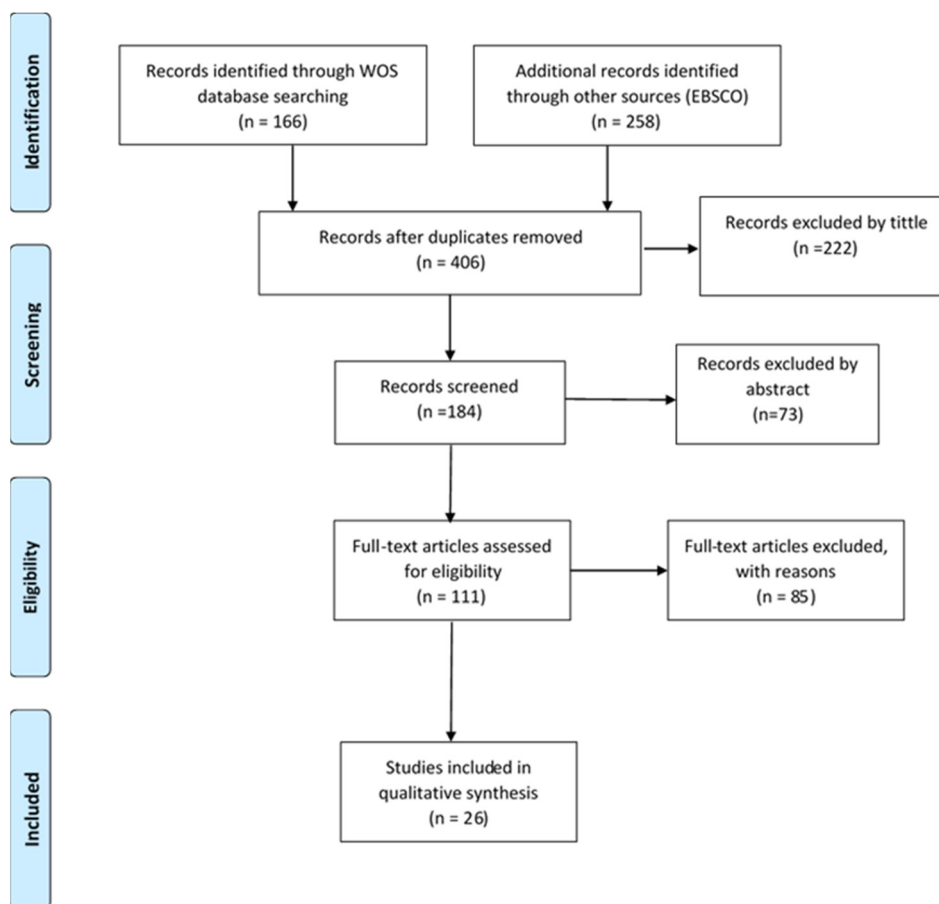 Identification
Records identified through WOS
database searching
(n = 166)
Additional records identified
through other sources (EBSCO)
(n = 258)
Records after duplicates removed
(n = 406)
Records excluded by tittle
(n =222)
Screening
Records screened
(n =184)
Records excluded by
abstract
(n=73)
Eligibility
Full-text articles assessed
for eligibility
(n = 111)
Full-text articles excluded,
with reasons
(n = 85)
Included
Studies included in
qualitative synthesis
(n = 26)